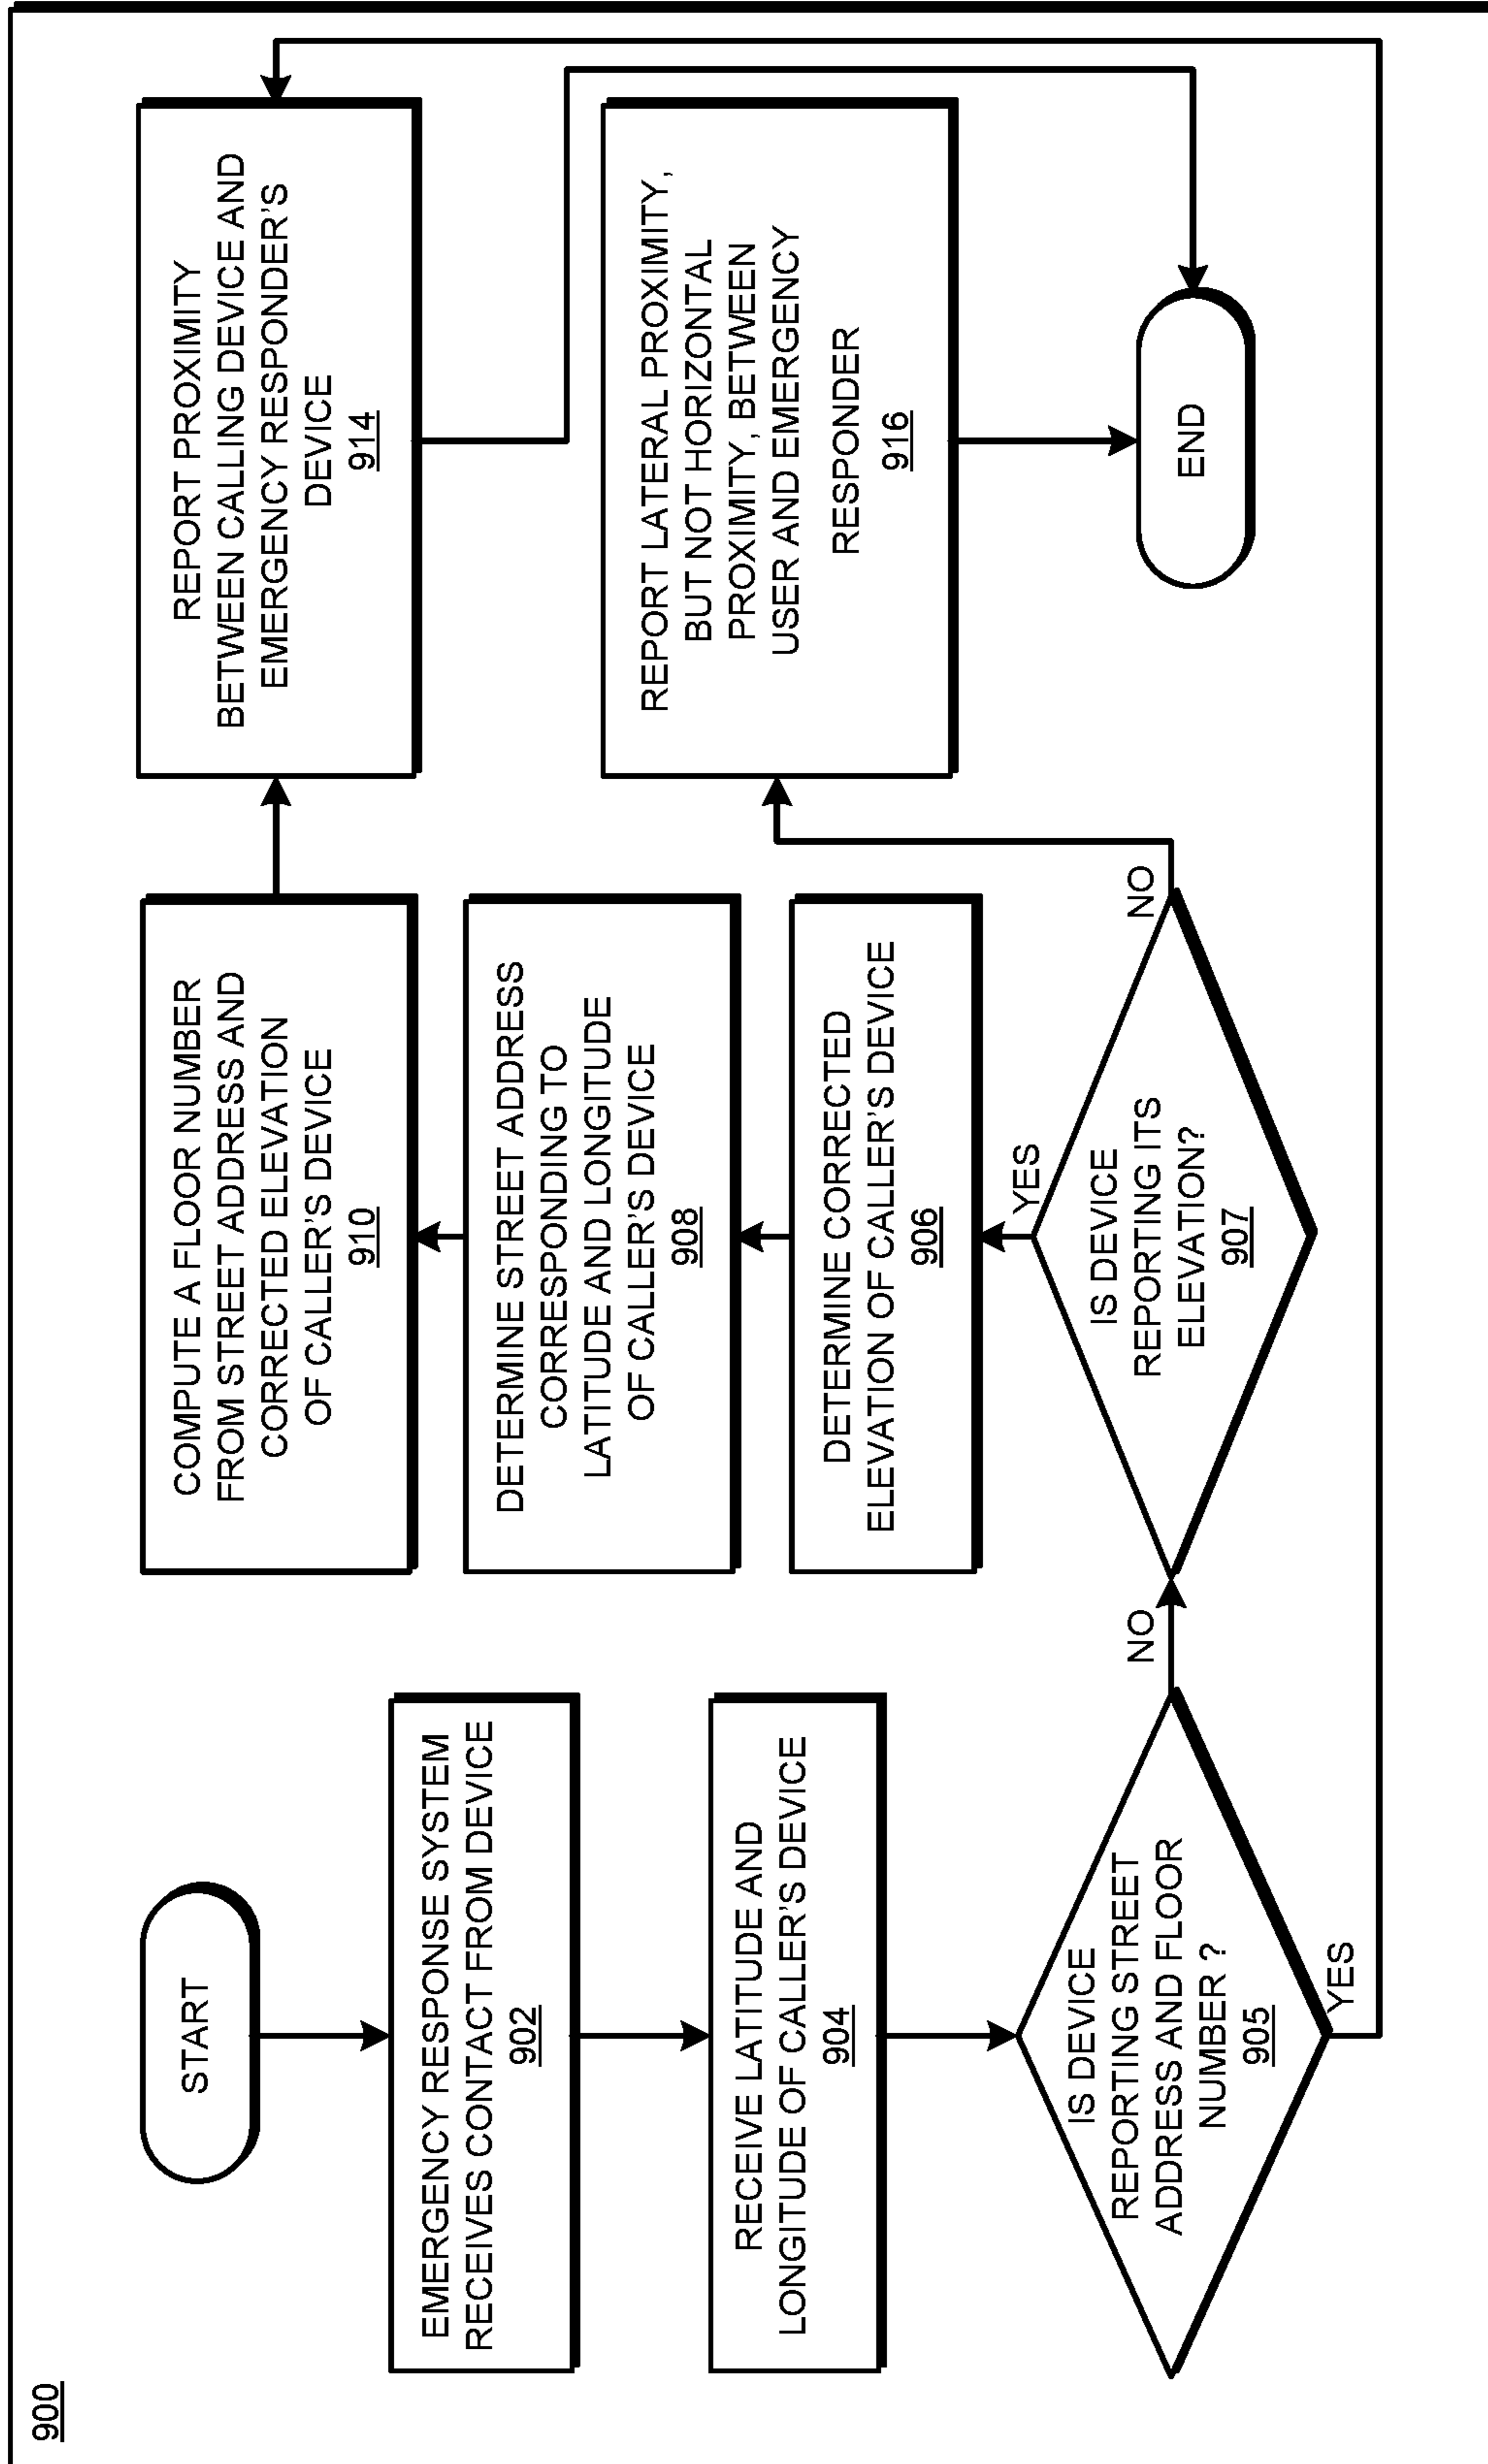 900
START
EMERGENCY RESPONSE SYSTEM
RECEIVES CONTACT FROM DEVICE
902
RECEIVE LATITUDE AND
LONGITUDE OF CALLER'S DEVICE
904
IS DEVICE
REPORTING STREET
ADDRESS AND FLOOR
NUMBER ?
905
YES
NO
IS DEVICE
REPORTING ITS
ELEVATION?
907
YES
NO
DETERMINE CORRECTED
ELEVATION OF CALLER'S DEVICE
906
DETERMINE STREET ADDRESS
CORRESPONDING TO
LATITUDE AND LONGITUDE
OF CALLER'S DEVICE
908
COMPUTE A FLOOR NUMBER
FROM STREET ADDRESS AND
CORRECTED ELEVATION
OF CALLER'S DEVICE
910
REPORT PROXIMITY
BETWEEN CALLING DEVICE AND
EMERGENCY RESPONDER'S
DEVICE
914
REPORT LATERAL PROXIMITY,
BUT NOT HORIZONTAL
PROXIMITY, BETWEEN
USER AND EMERGENCY
RESPONDER
916
END